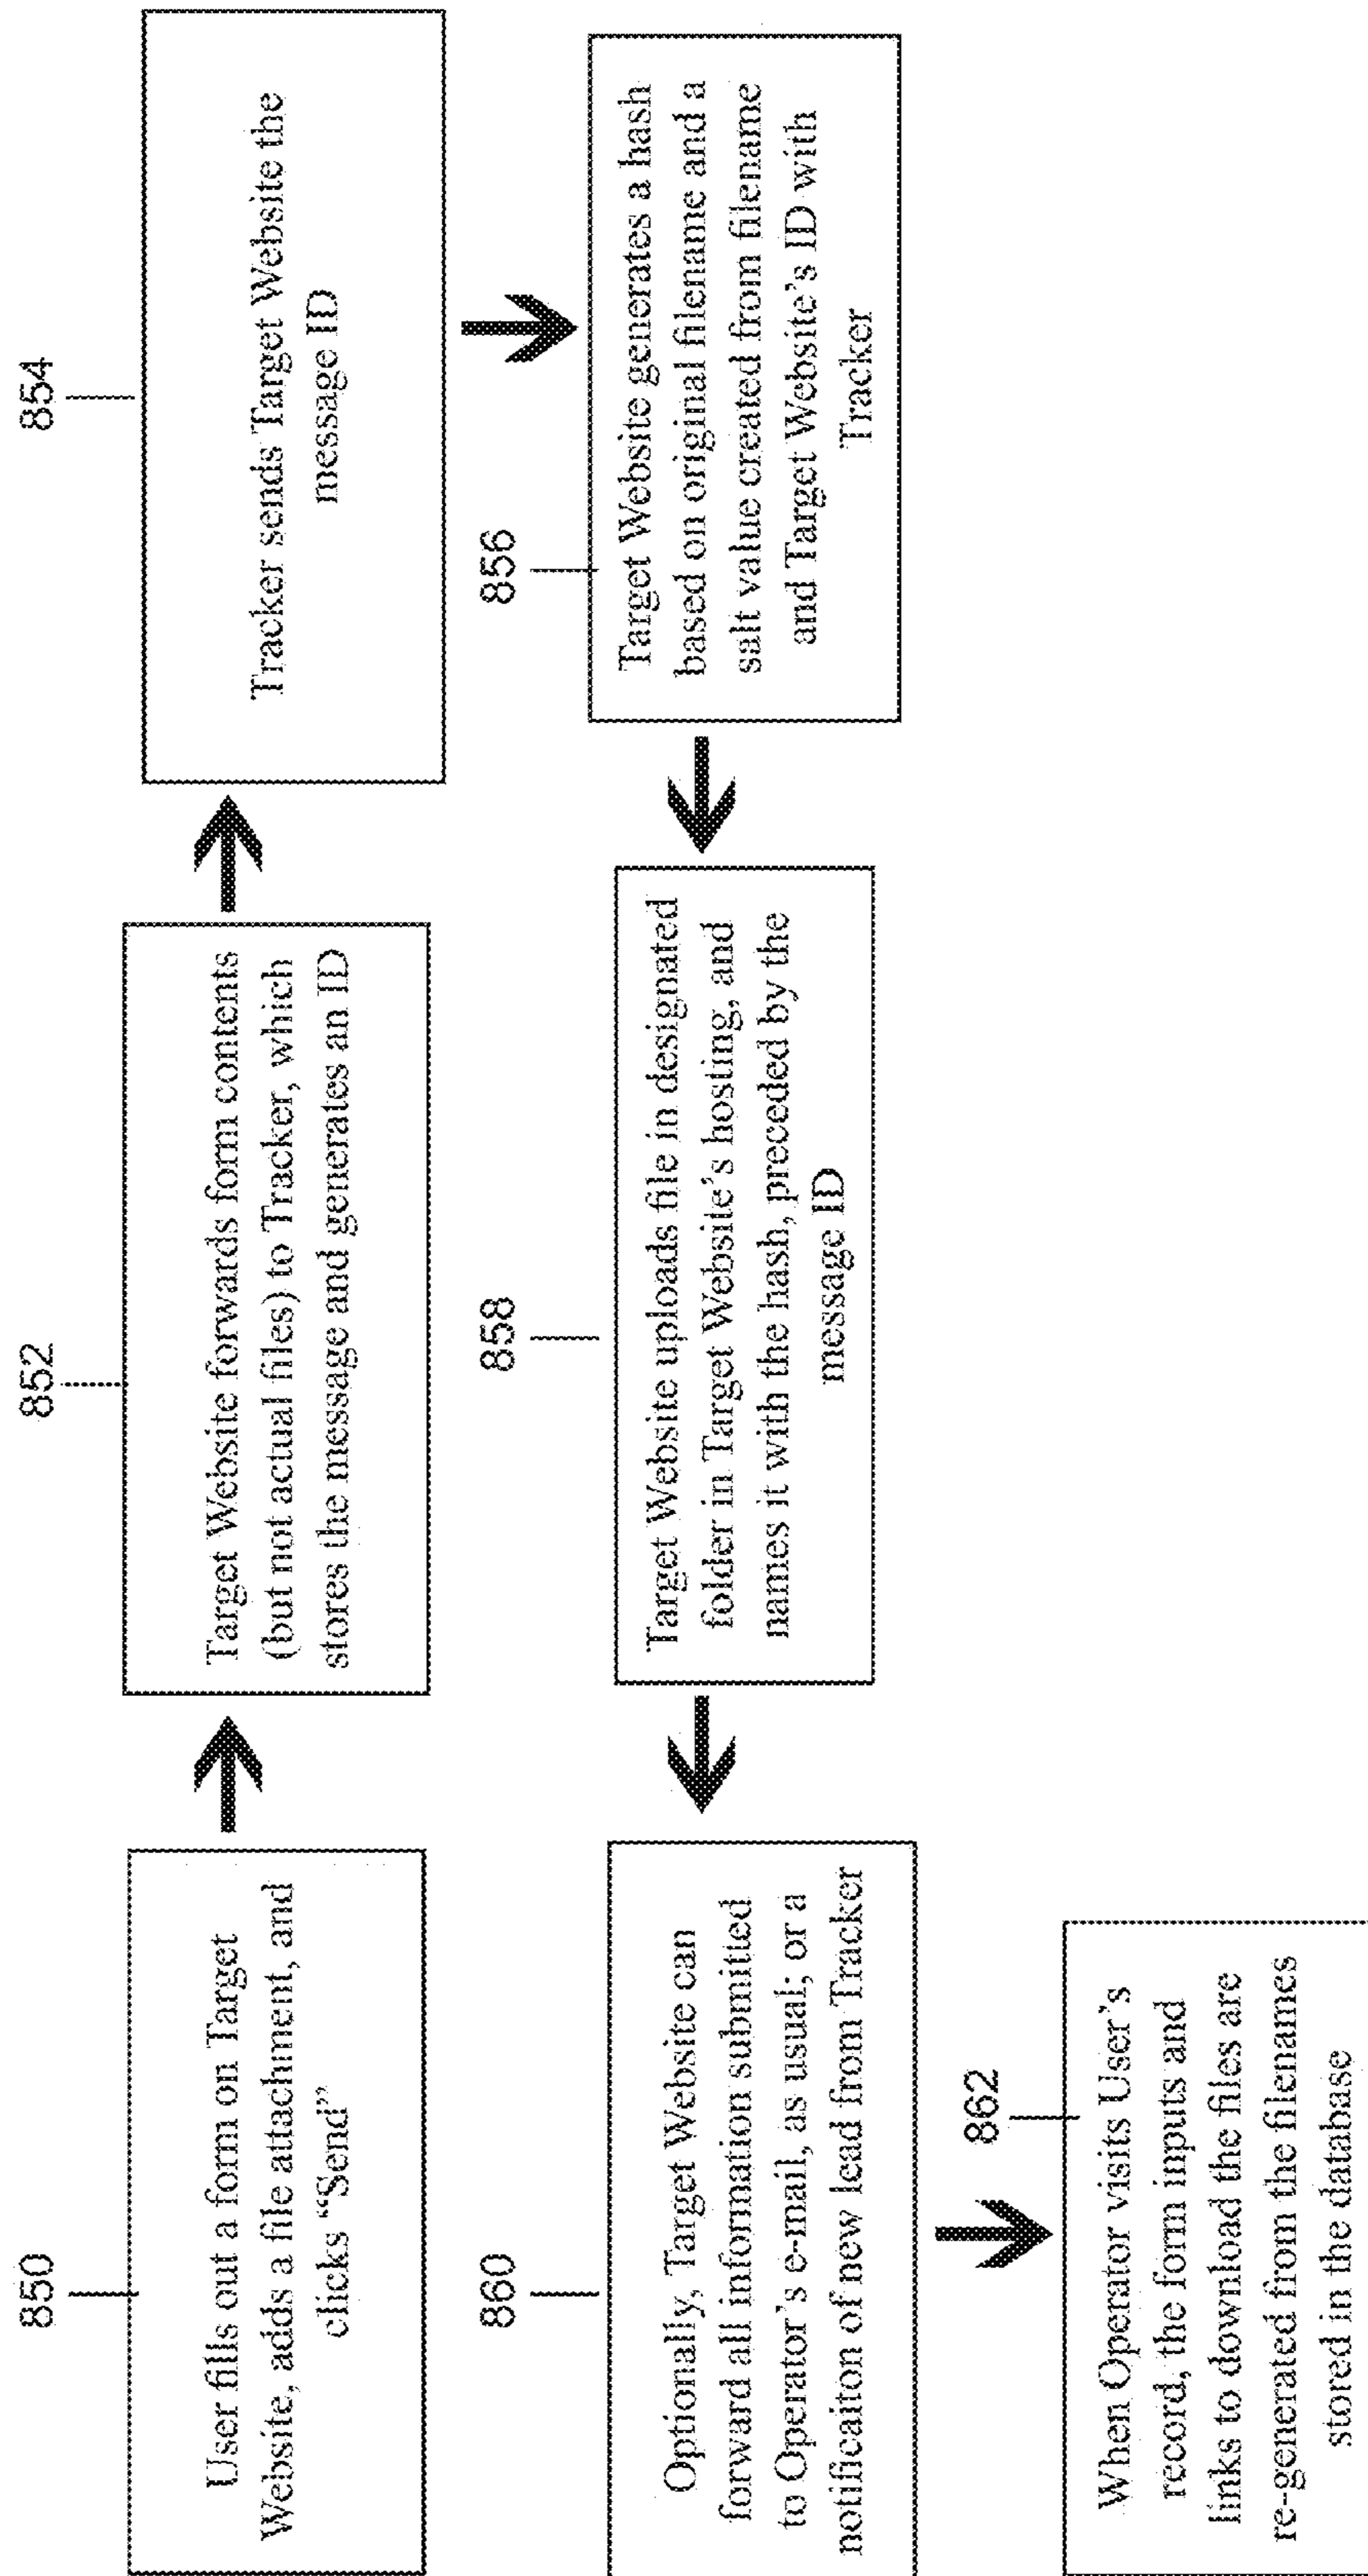 850
User fills out a form on Target
Website, adds a file attachment, and
clicks “Send”
852
Target Website forwards form contents
(but not actual files) to Tracker, which
stores the message and generates an ID
854
Tracker sends Target Website the
message ID
856
Target Website generates a hash
based on original filename and a
salt value created from filename
and Target Website’s ID with
Tracker
858
Target Website uploads file in designated
folder in Target Website’s hosting, and
names it with the hash, preceded by the
message ID
860
Optionally, Target Website can
forward all information submitted
to Operator’s e-mail, as usual; or a
notificaiton of new lead from Tracker
862
When Operator visits User’s
record, the form inputs and
links to download the files are
re-generated from the filenames
stored in the database